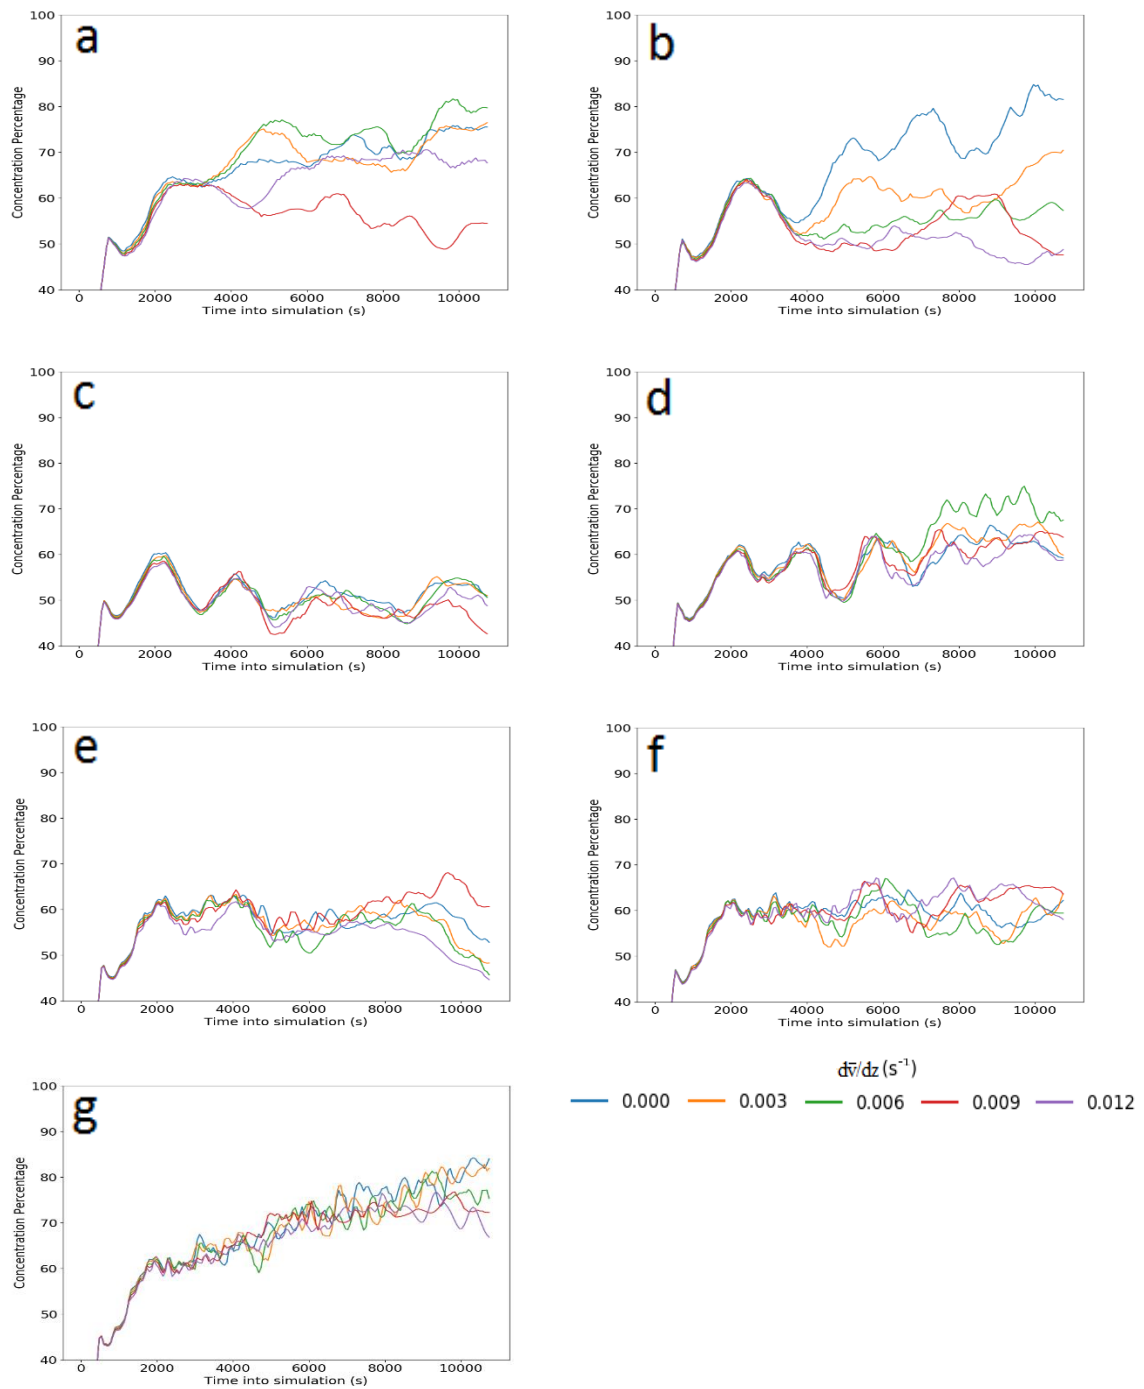 a
100
90
80
70
60
50
40
0 2000 4000 6000 8000 10000
Time into simulation (s)
Concentration Percentage
b
100
90
80
70
60
50
40
0 2000 4000 6000 8000 10000
Time into simulation (s)
Concentration Percentage
c
100
90
80
70
60
50
40
0 2000 4000 6000 8000 10000
Time into simulation (s)
Concentration Percentage
d
100
90
80
70
60
50
40
0 2000 4000 6000 8000 10000
Time into simulation (s)
Concentration Percentage
e
100
90
80
70
60
50
40
0 2000 4000 6000 8000 10000
Time into simulation (s)
Concentration Percentage
f
100
90
80
70
60
50
40
0 2000 4000 6000 8000 10000
Time into simulation (s)
Concentration Percentage
g
100
90
80
70
60
50
40
0 2000 4000 6000 8000 10000
Time into simulation (s)
Concentration Percentage
dv̄/dz (s⁻¹)
0.000 0.003 0.006 0.009 0.012